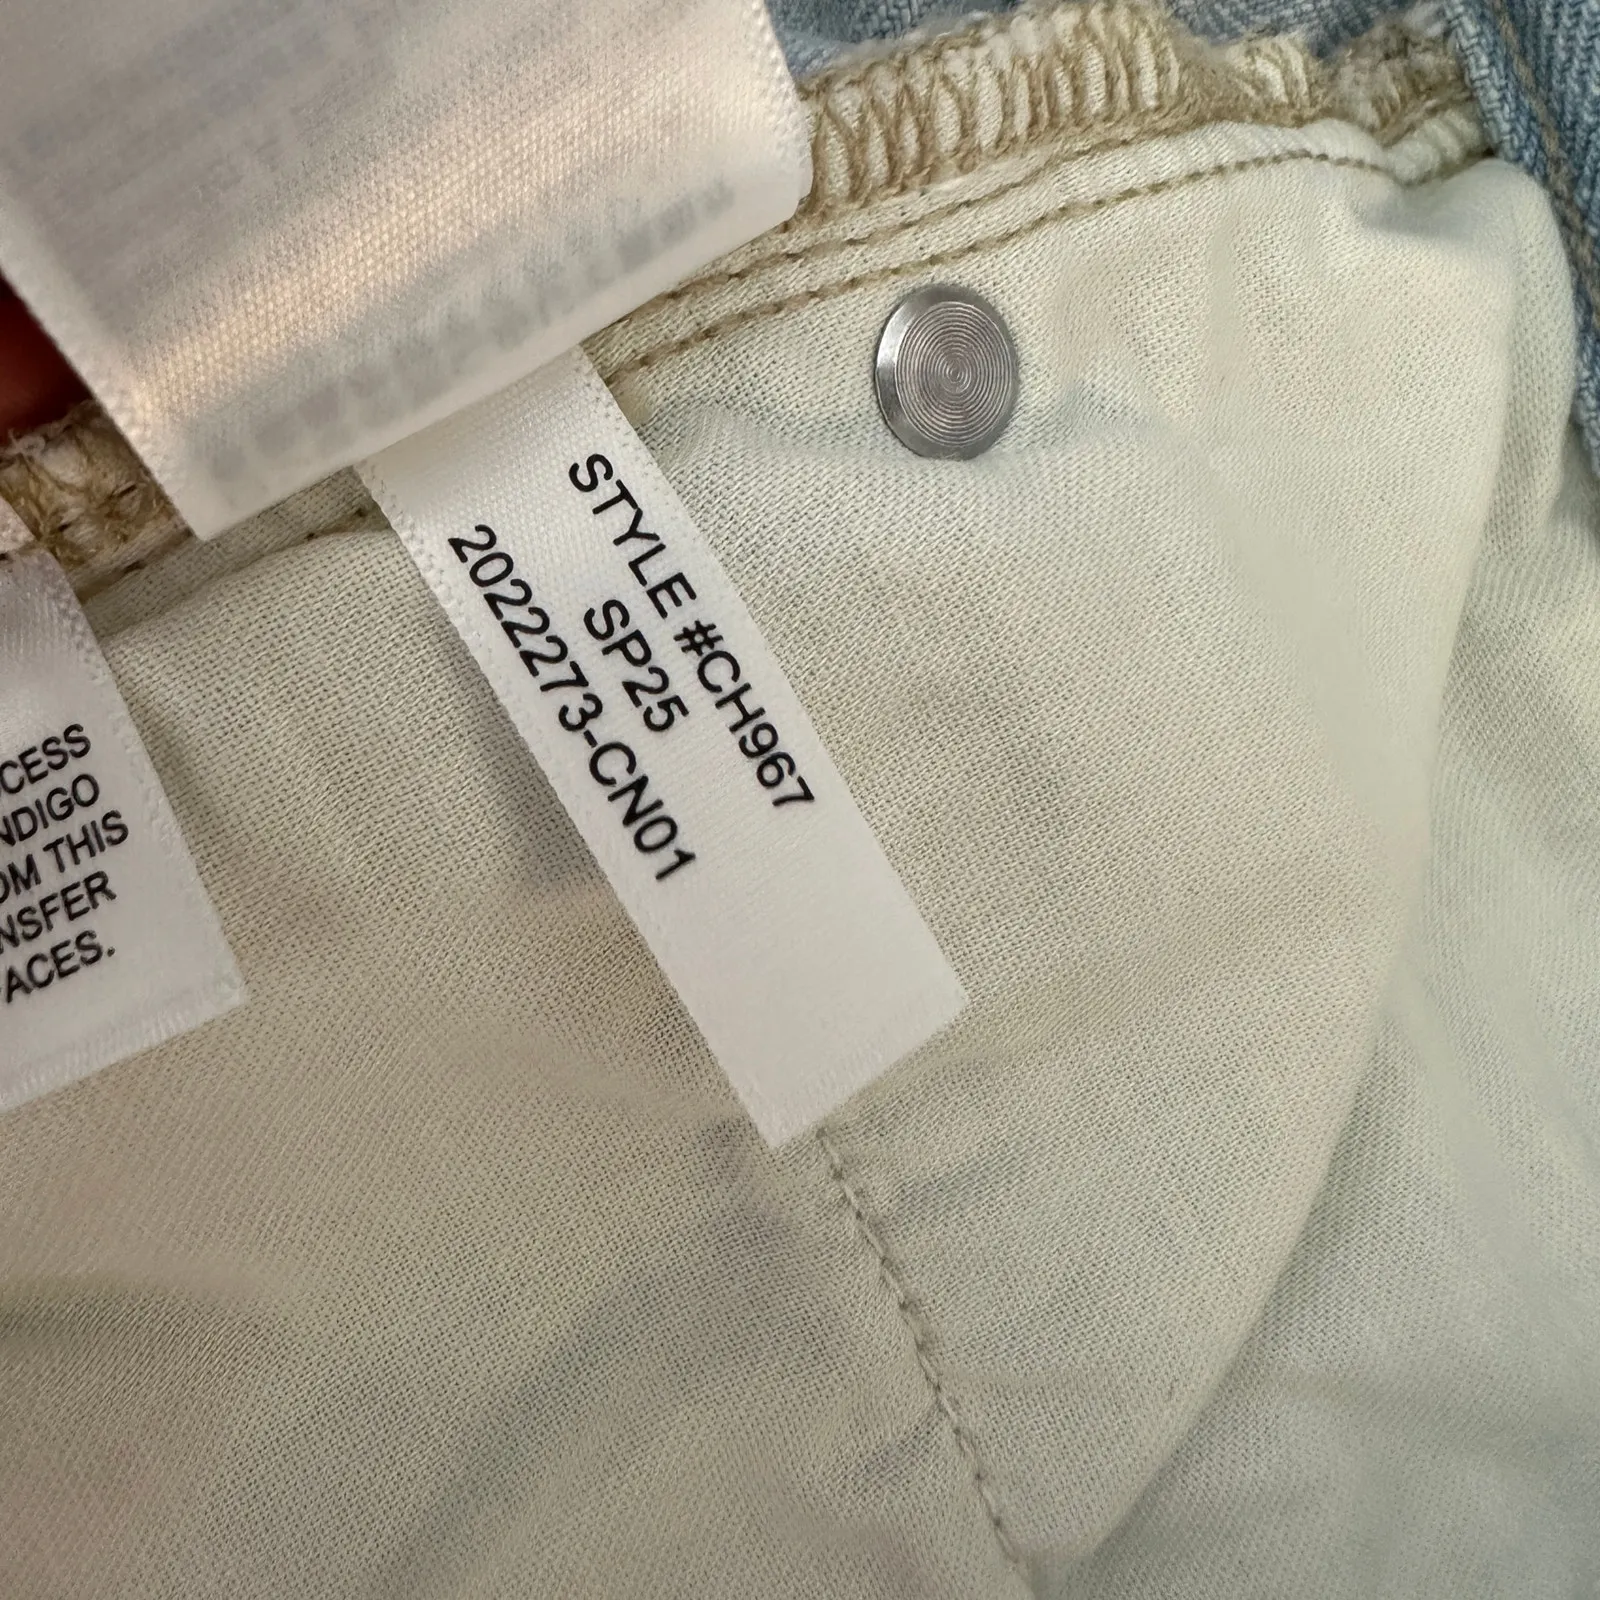 STYLE #CH967
SP25
2022273-CN01
CESS
NDIGO
OM THIS
NSFER
ACES.